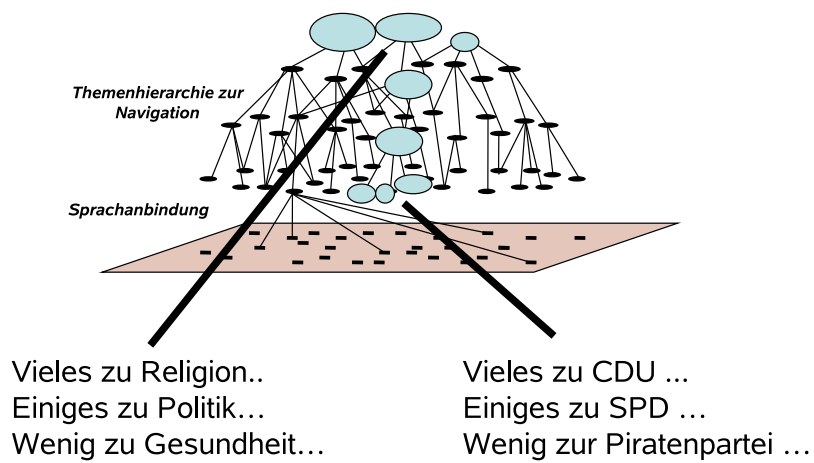 Themenhierarchie zur
Navigation
Sprachanbindung
Vieles zu Religion..
Einiges zu Politik…
Wenig zu Gesundheit…
Vieles zu CDU ...
Einiges zu SPD …
Wenig zur Piratenpartei …